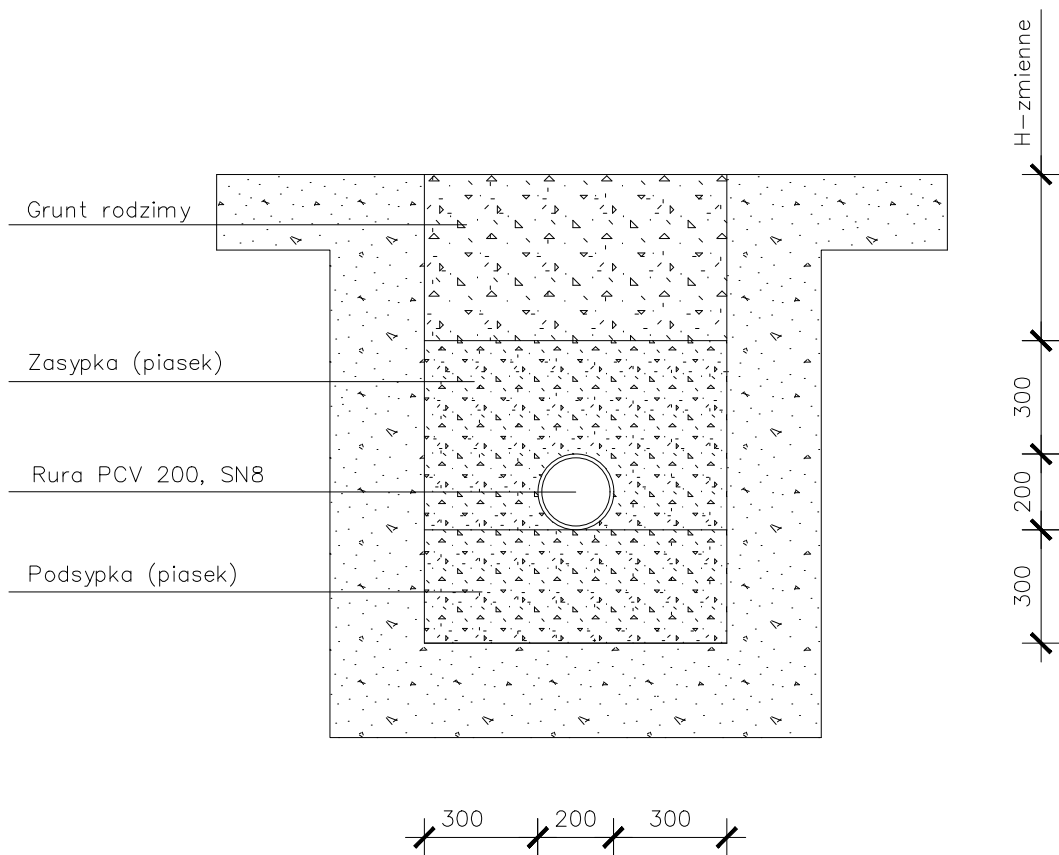 H-zmienne
Grunt rodzimy
Zasypka (piasek)
300
Rura PCV 200, SN8
200
Podsypka (piasek)
300
300 200 300